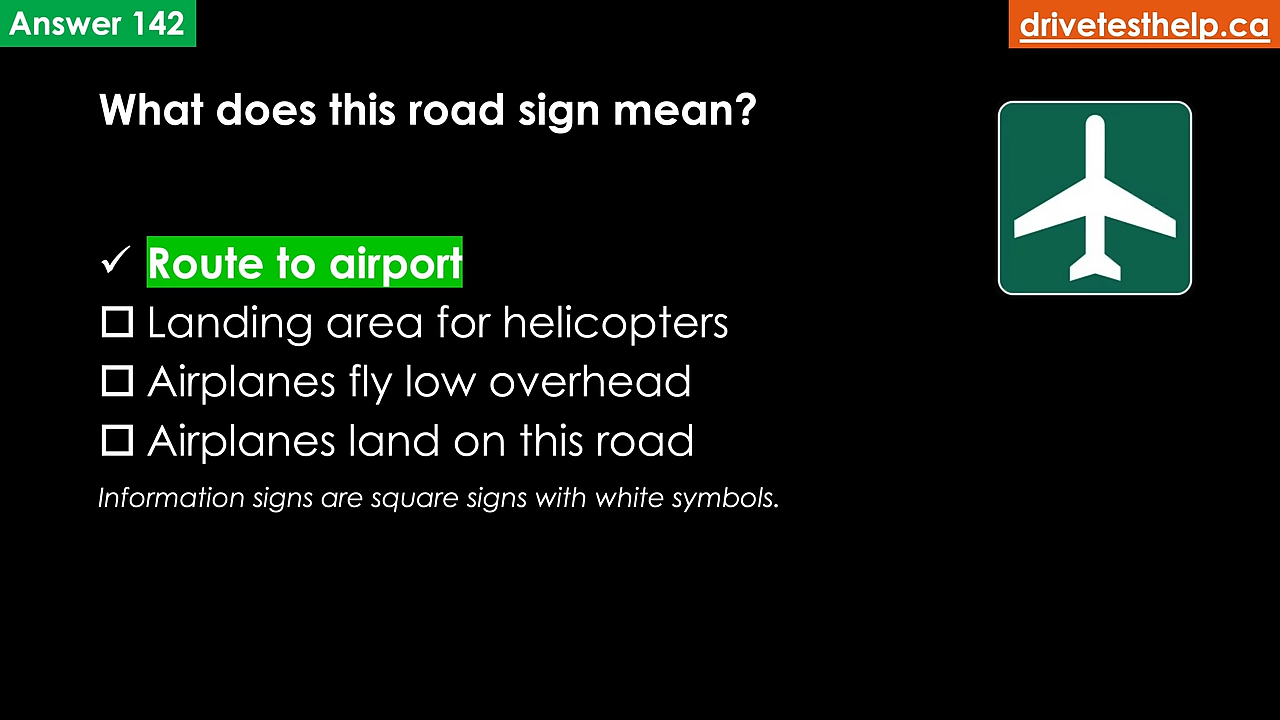 Answer 142
drivetesthelp.ca
What does this road sign mean?
Route to airport
Landing area for helicopters
Airplanes fly low overhead
Airplanes land on this road
Information signs are square signs with white symbols.